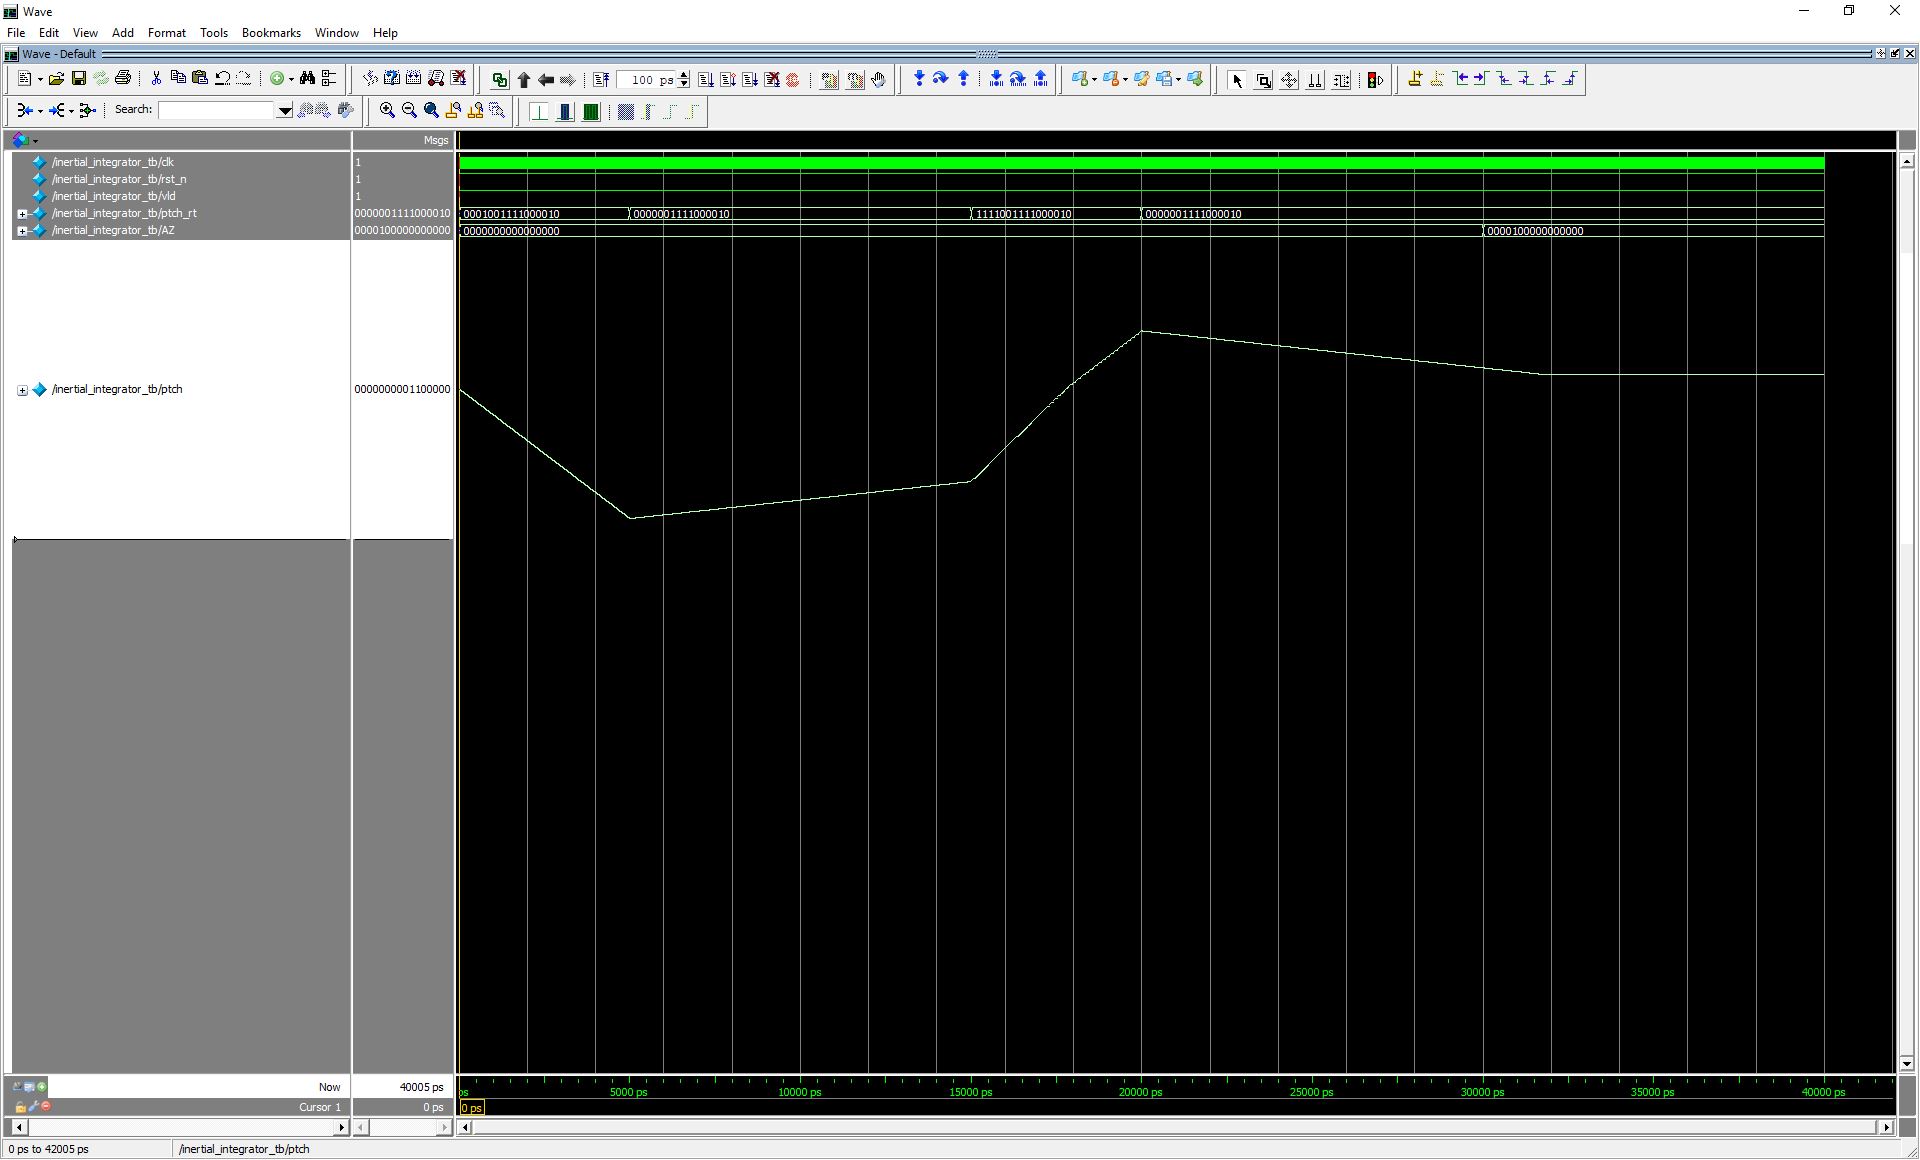 Wave
File Edit View Add Format Tools Bookmarks Window Help
Wave - Default
100 ps
Search:
Msgs
/inertial_integrator_tb/clk 1
/inertial_integrator_tb/rst_n 1
/inertial_integrator_tb/vld 1
/inertial_integrator_tb/ptch_rt 0000001111000010 0001001111000010 0000001111000010 1111001111000010 0000001111000010
/inertial_integrator_tb/AZ 0000100000000000 0000000000000000 0000100000000000
/inertial_integrator_tb/ptch 0000000001100000
Now 40005 ps ps 5000 ps 10000 ps 15000 ps 20000 ps 25000 ps 30000 ps 35000 ps 40000 ps
Cursor 1 0 ps 0 ps
0 ps to 42005 ps /inertial_integrator_tb/ptch